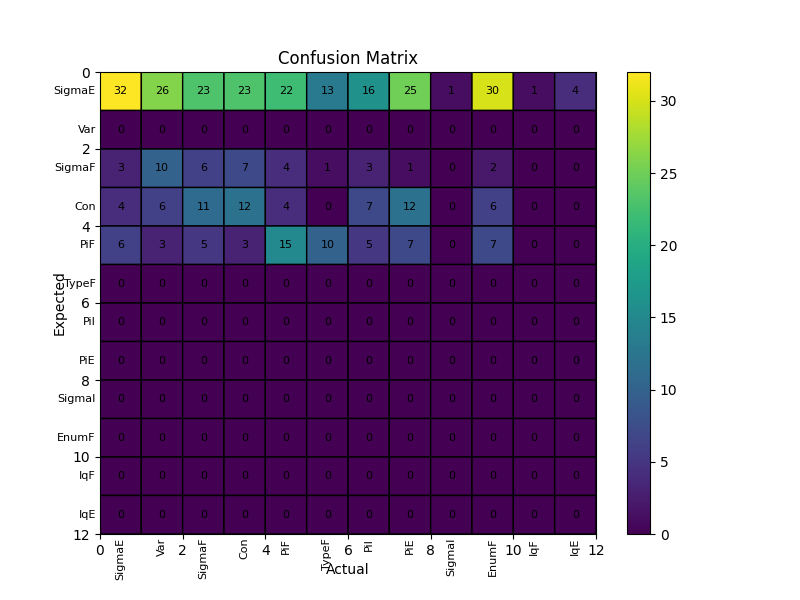 Confusion Matrix
0
SigmaE 32 26 23 23 22 13 16 25 1 30 1 4
Var 0 0 0 0 0 0 0 0 0 0 0 0
2
SigmaF 3 10 6 7 4 1 3 1 0 2 0 0
Con 4 6 11 12 4 0 7 12 0 6 0 0
4
PiF 6 3 5 3 15 10 5 7 0 7 0 0
TypeF 0 0 0 0 0 0 0 0 0 0 0 0
6
PiI 0 0 0 0 0 0 0 0 0 0 0 0
PiE 0 0 0 0 0 0 0 0 0 0 0 0
8
SigmaI 0 0 0 0 0 0 0 0 0 0 0 0
EnumF 0 0 0 0 0 0 0 0 0 0 0 0
10
IqF 0 0 0 0 0 0 0 0 0 0 0 0
IqE 0 0 0 0 0 0 0 0 0 0 0 0
12
Expected
0 2 4 6 8 10 12
SigmaE Var SigmaF Con PiF TypeF PiI PiE SigmaI EnumF IqF IqE
Actual
30
25
20
15
10
5
0